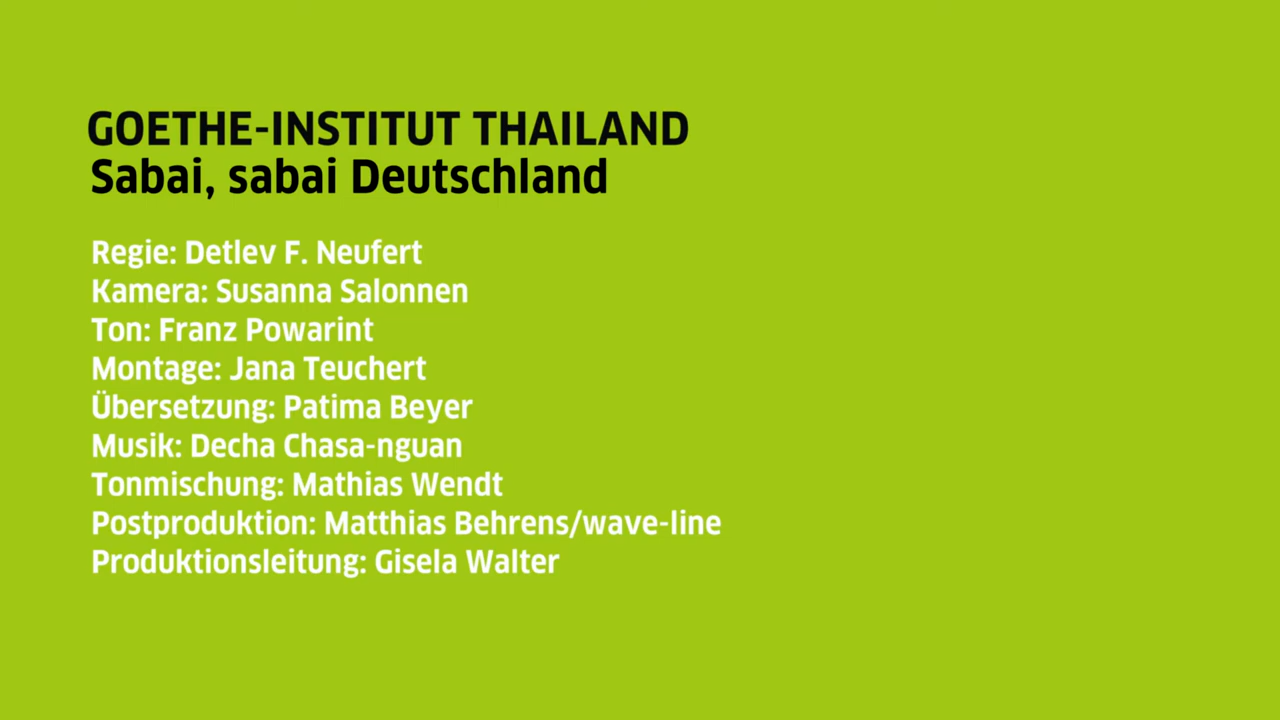 GOETHE-INSTITUT THAILAND
Sabai, sabai Deutschland
Regie: Detlev F. Neufert
Kamera: Susanna Salonnen
Ton: Franz Powarint
Montage: Jana Teuchert
Übersetzung: Patima Beyer
Musik: Decha Chasa-nguan
Tonmischung: Mathias Wendt
Postproduktion: Matthias Behrens/wave-line
Produktionsleitung: Gisela Walter